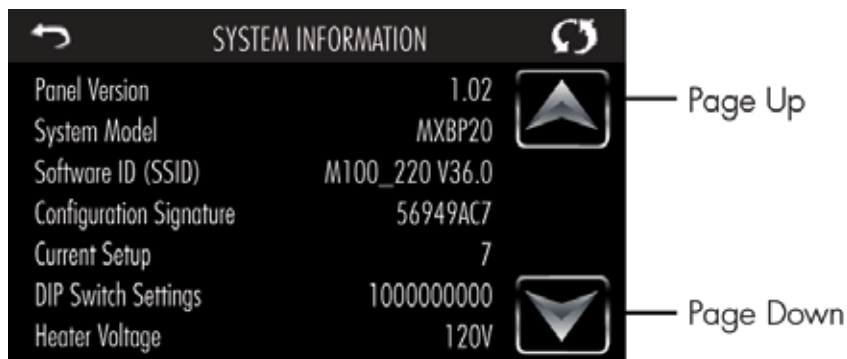 SYSTEM INFORMATION
Panel Version 1.02
System Model MXBP20
Software ID (SSID) M100_220 V36.0
Configuration Signature 56949AC7
Current Setup 7
DIP Switch Settings 1000000000
Heater Voltage 120V
Page Up
Page Down